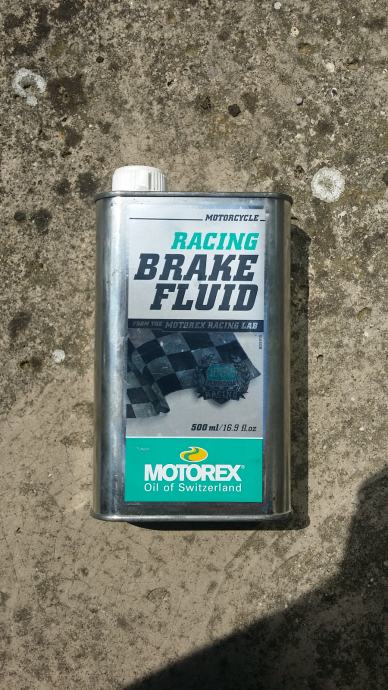 MOTORCYCLE
RACING
BRAKE
FLUID
FROM THE MOTOREX RACING LAB
RACING
500 ml/16.9 fl.oz
MOTOREX®
Oil of Switzerland